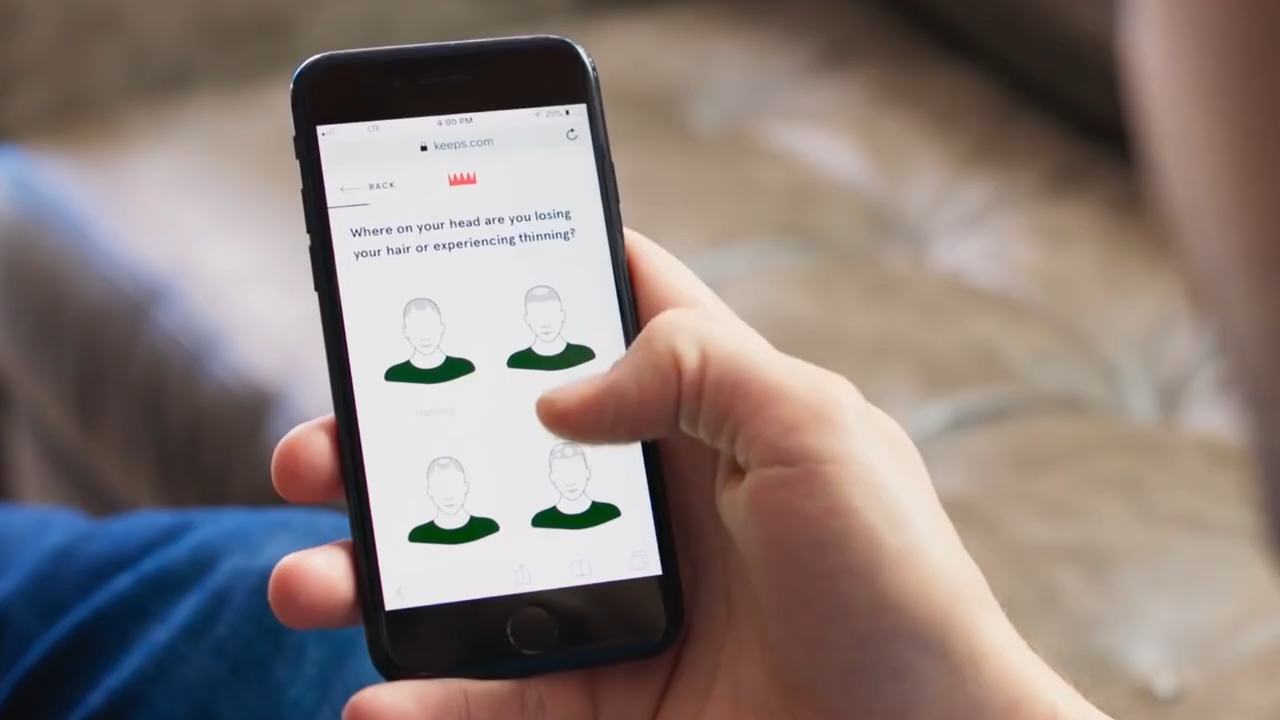 LTE 4:00 PM 25%
keeps.com
BACK
Where on your head are you losing
your hair or experiencing thinning?